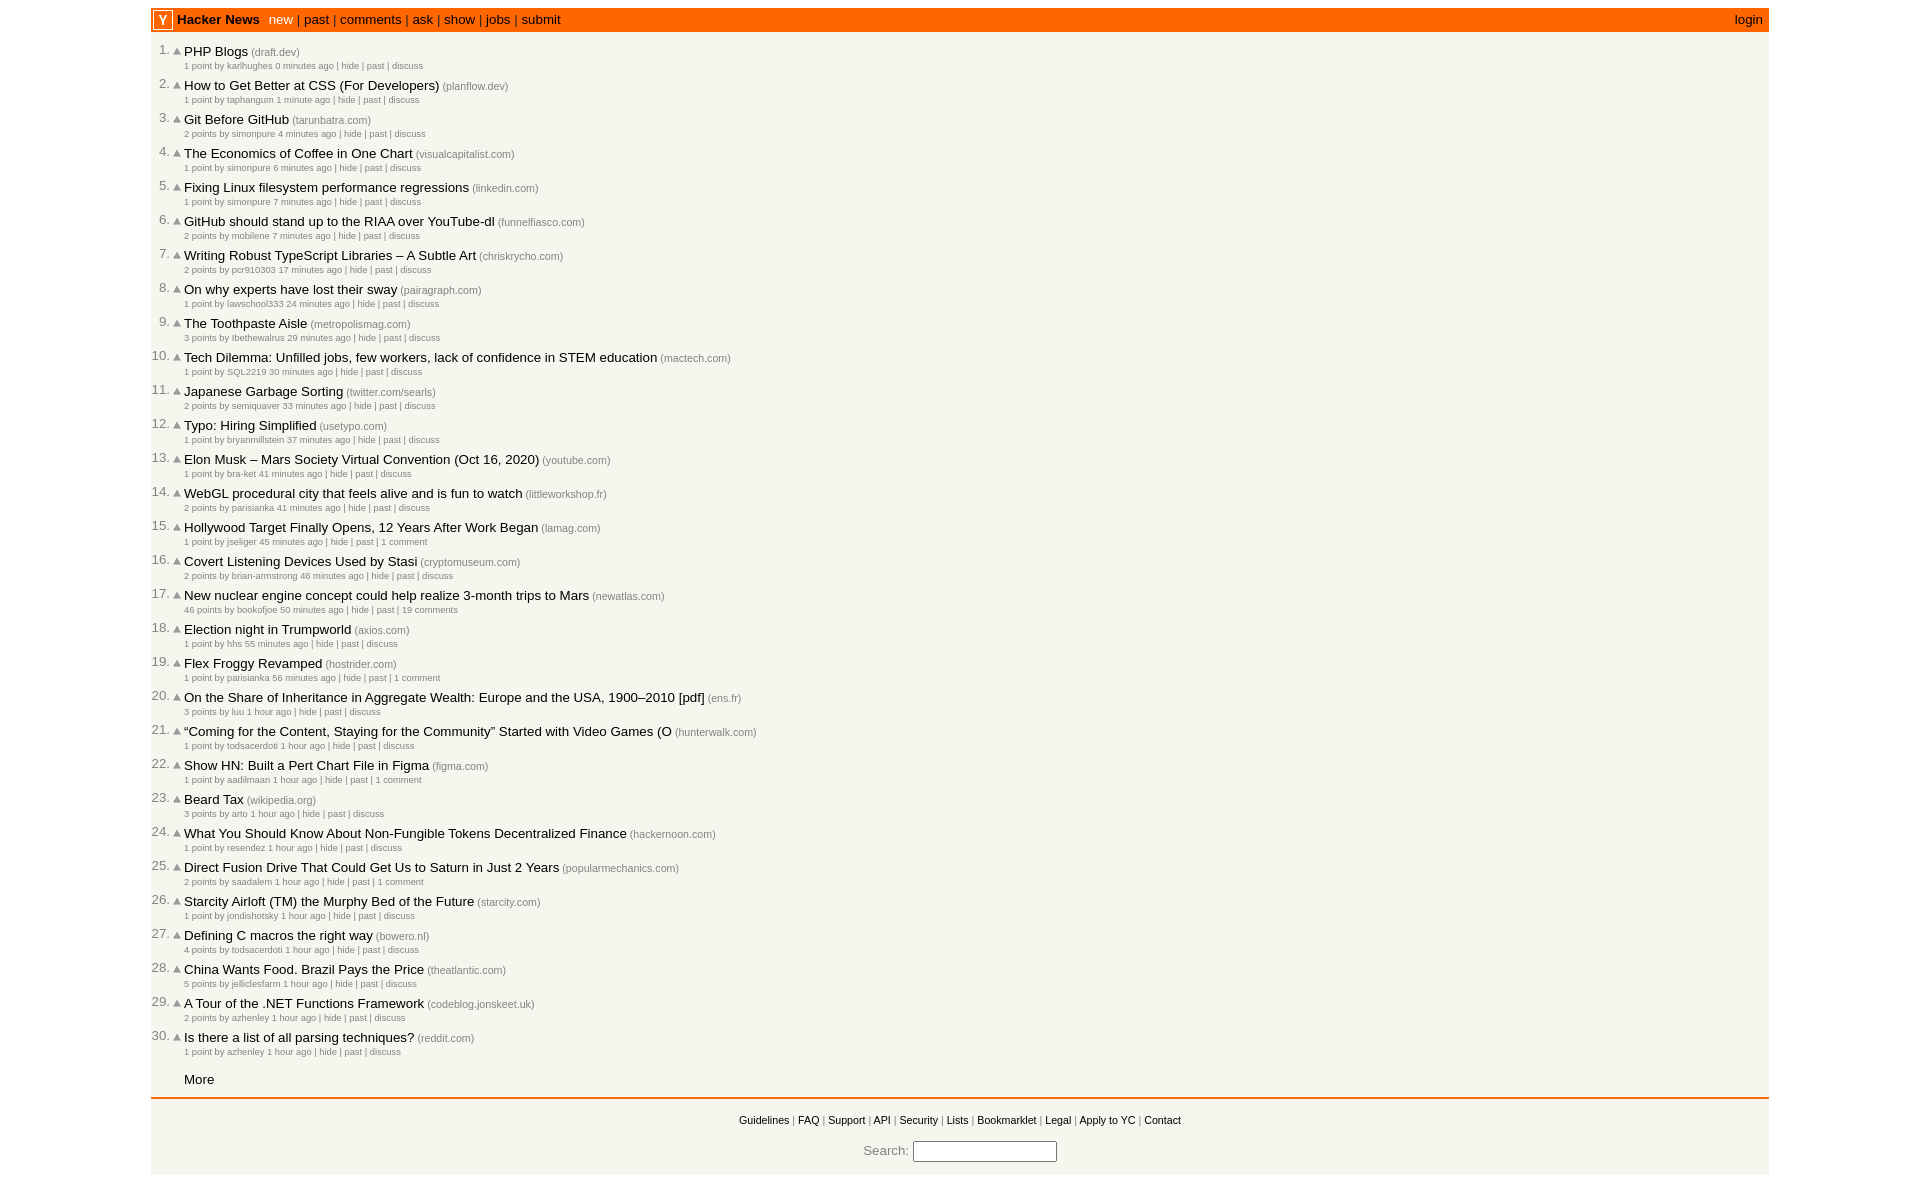 Y Hacker News new | past | comments | ask | show | jobs | submit login
1. PHP Blogs (draft.dev)
1 point by karlhughes 0 minutes ago | hide | past | discuss
2. How to Get Better at CSS (For Developers) (planflow.dev)
1 point by taphangum 1 minute ago | hide | past | discuss
3. Git Before GitHub (tarunbatra.com)
2 points by simonpure 4 minutes ago | hide | past | discuss
4. The Economics of Coffee in One Chart (visualcapitalist.com)
1 point by simonpure 6 minutes ago | hide | past | discuss
5. Fixing Linux filesystem performance regressions (linkedin.com)
1 point by simonpure 7 minutes ago | hide | past | discuss
6. GitHub should stand up to the RIAA over YouTube-dl (funnelfiasco.com)
2 points by mobilene 7 minutes ago | hide | past | discuss
7. Writing Robust TypeScript Libraries – A Subtle Art (chriskrycho.com)
2 points by pcr910303 17 minutes ago | hide | past | discuss
8. On why experts have lost their sway (pairagraph.com)
1 point by lawschool333 24 minutes ago | hide | past | discuss
9. The Toothpaste Aisle (metropolismag.com)
3 points by Ibethewalrus 29 minutes ago | hide | past | discuss
10. Tech Dilemma: Unfilled jobs, few workers, lack of confidence in STEM education (mactech.com)
1 point by SQL2219 30 minutes ago | hide | past | discuss
11. Japanese Garbage Sorting (twitter.com/searls)
2 points by semiquaver 33 minutes ago | hide | past | discuss
12. Typo: Hiring Simplified (usetypo.com)
1 point by bryanmillstein 37 minutes ago | hide | past | discuss
13. Elon Musk – Mars Society Virtual Convention (Oct 16, 2020) (youtube.com)
1 point by bra-ket 41 minutes ago | hide | past | discuss
14. WebGL procedural city that feels alive and is fun to watch (littleworkshop.fr)
2 points by parisianka 41 minutes ago | hide | past | discuss
15. Hollywood Target Finally Opens, 12 Years After Work Began (lamag.com)
1 point by jseliger 45 minutes ago | hide | past | 1 comment
16. Covert Listening Devices Used by Stasi (cryptomuseum.com)
2 points by brian-armstrong 46 minutes ago | hide | past | discuss
17. New nuclear engine concept could help realize 3-month trips to Mars (newatlas.com)
46 points by bookofjoe 50 minutes ago | hide | past | 19 comments
18. Election night in Trumpworld (axios.com)
1 point by hhs 55 minutes ago | hide | past | discuss
19. Flex Froggy Revamped (hostrider.com)
1 point by parisianka 56 minutes ago | hide | past | 1 comment
20. On the Share of Inheritance in Aggregate Wealth: Europe and the USA, 1900–2010 [pdf] (ens.fr)
3 points by luu 1 hour ago | hide | past | discuss
21. “Coming for the Content, Staying for the Community” Started with Video Games (O (hunterwalk.com)
1 point by todsacerdoti 1 hour ago | hide | past | discuss
22. Show HN: Built a Pert Chart File in Figma (figma.com)
1 point by aadilmaan 1 hour ago | hide | past | 1 comment
23. Beard Tax (wikipedia.org)
3 points by arto 1 hour ago | hide | past | discuss
24. What You Should Know About Non-Fungible Tokens Decentralized Finance (hackernoon.com)
1 point by resendez 1 hour ago | hide | past | discuss
25. Direct Fusion Drive That Could Get Us to Saturn in Just 2 Years (popularmechanics.com)
2 points by saadalem 1 hour ago | hide | past | 1 comment
26. Starcity Airloft (TM) the Murphy Bed of the Future (starcity.com)
1 point by jondishotsky 1 hour ago | hide | past | discuss
27. Defining C macros the right way (bowero.nl)
4 points by todsacerdoti 1 hour ago | hide | past | discuss
28. China Wants Food. Brazil Pays the Price (theatlantic.com)
5 points by jelliclesfarm 1 hour ago | hide | past | discuss
29. A Tour of the .NET Functions Framework (codeblog.jonskeet.uk)
2 points by azhenley 1 hour ago | hide | past | discuss
30. Is there a list of all parsing techniques? (reddit.com)
1 point by azhenley 1 hour ago | hide | past | discuss
More
Guidelines | FAQ | Support | API | Security | Lists | Bookmarklet | Legal | Apply to YC | Contact
Search: